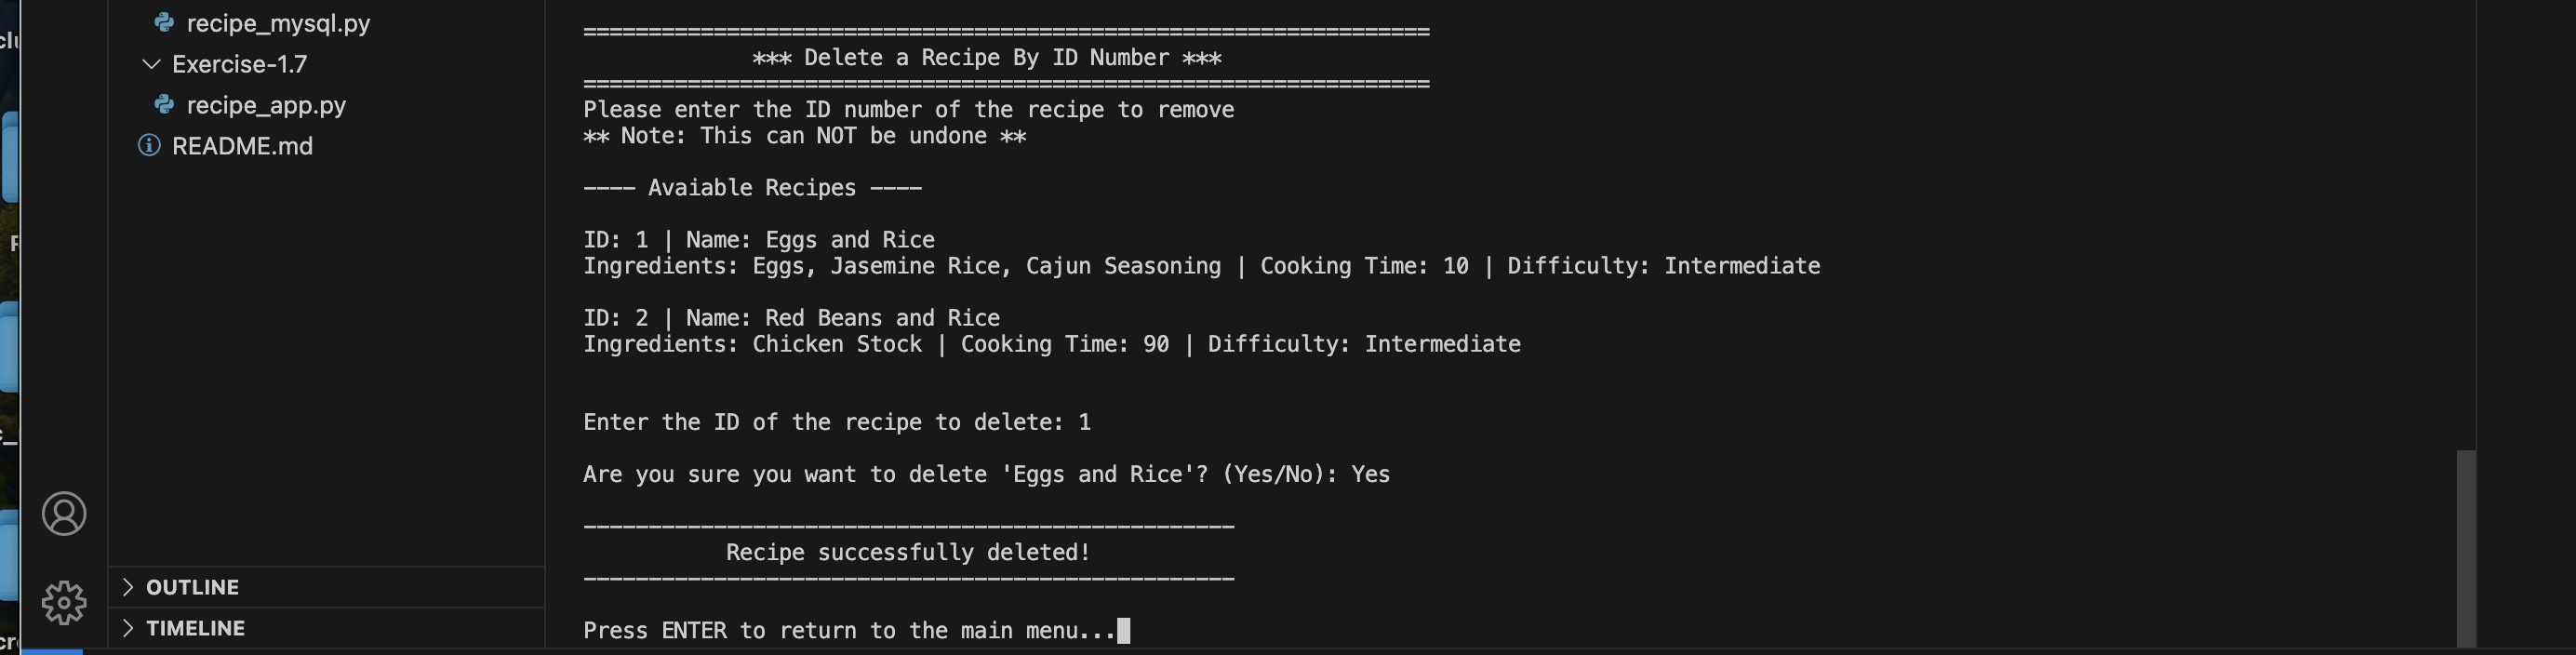 recipe_mysql.py
Exercise-1.7
recipe_app.py
README.md
OUTLINE
TIMELINE
=================================================================
*** Delete a Recipe By ID Number ***
=================================================================
Please enter the ID number of the recipe to remove
** Note: This can NOT be undone **
---- Avaiable Recipes ----
ID: 1 | Name: Eggs and Rice
Ingredients: Eggs, Jasemine Rice, Cajun Seasoning | Cooking Time: 10 | Difficulty: Intermediate
ID: 2 | Name: Red Beans and Rice
Ingredients: Chicken Stock | Cooking Time: 90 | Difficulty: Intermediate
Enter the ID of the recipe to delete: 1
Are you sure you want to delete 'Eggs and Rice'? (Yes/No): Yes
--------------------------------------------------
Recipe successfully deleted!
--------------------------------------------------
Press ENTER to return to the main menu...